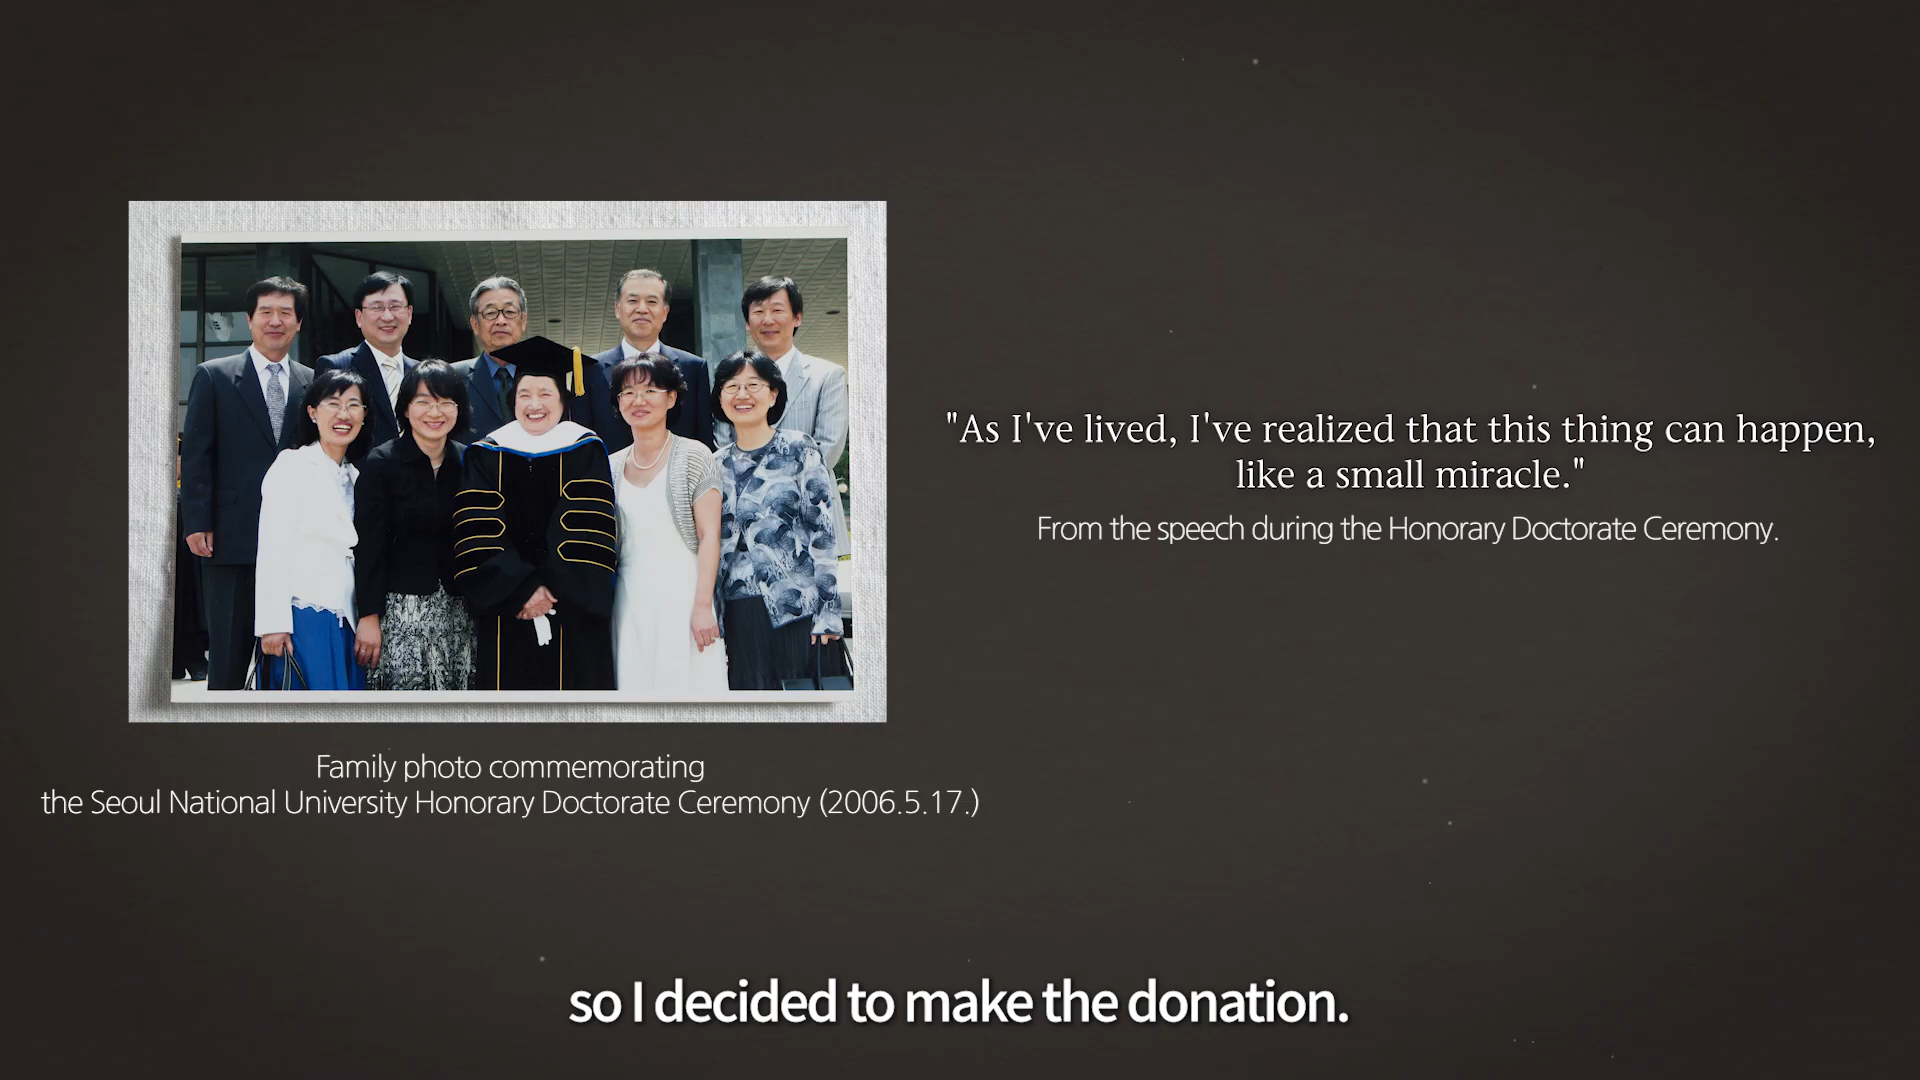 "As I've lived, I've realized that this thing can happen,
like a small miracle."
From the speech during the Honorary Doctorate Ceremony.
Family photo commemorating
the Seoul National University Honorary Doctorate Ceremony (2006.5.17.)
so I decided to make the donation.